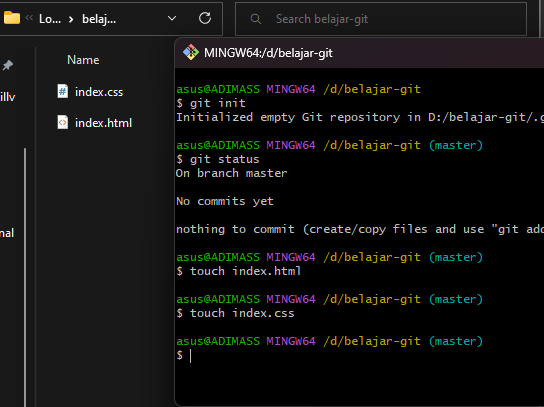 Lo...
belaj...
Search belajar-git
Name
index.css
index.html
illv
nal
MINGW64:/d/belajar-git
asus@ADIMASS MINGW64 /d/belajar-git
$ git init
Initialized empty Git repository in D:/belajar-git/.g
asus@ADIMASS MINGW64 /d/belajar-git (master)
$ git status
On branch master
No commits yet
nothing to commit (create/copy files and use "git add
asus@ADIMASS MINGW64 /d/belajar-git (master)
$ touch index.html
asus@ADIMASS MINGW64 /d/belajar-git (master)
$ touch index.css
asus@ADIMASS MINGW64 /d/belajar-git (master)
$